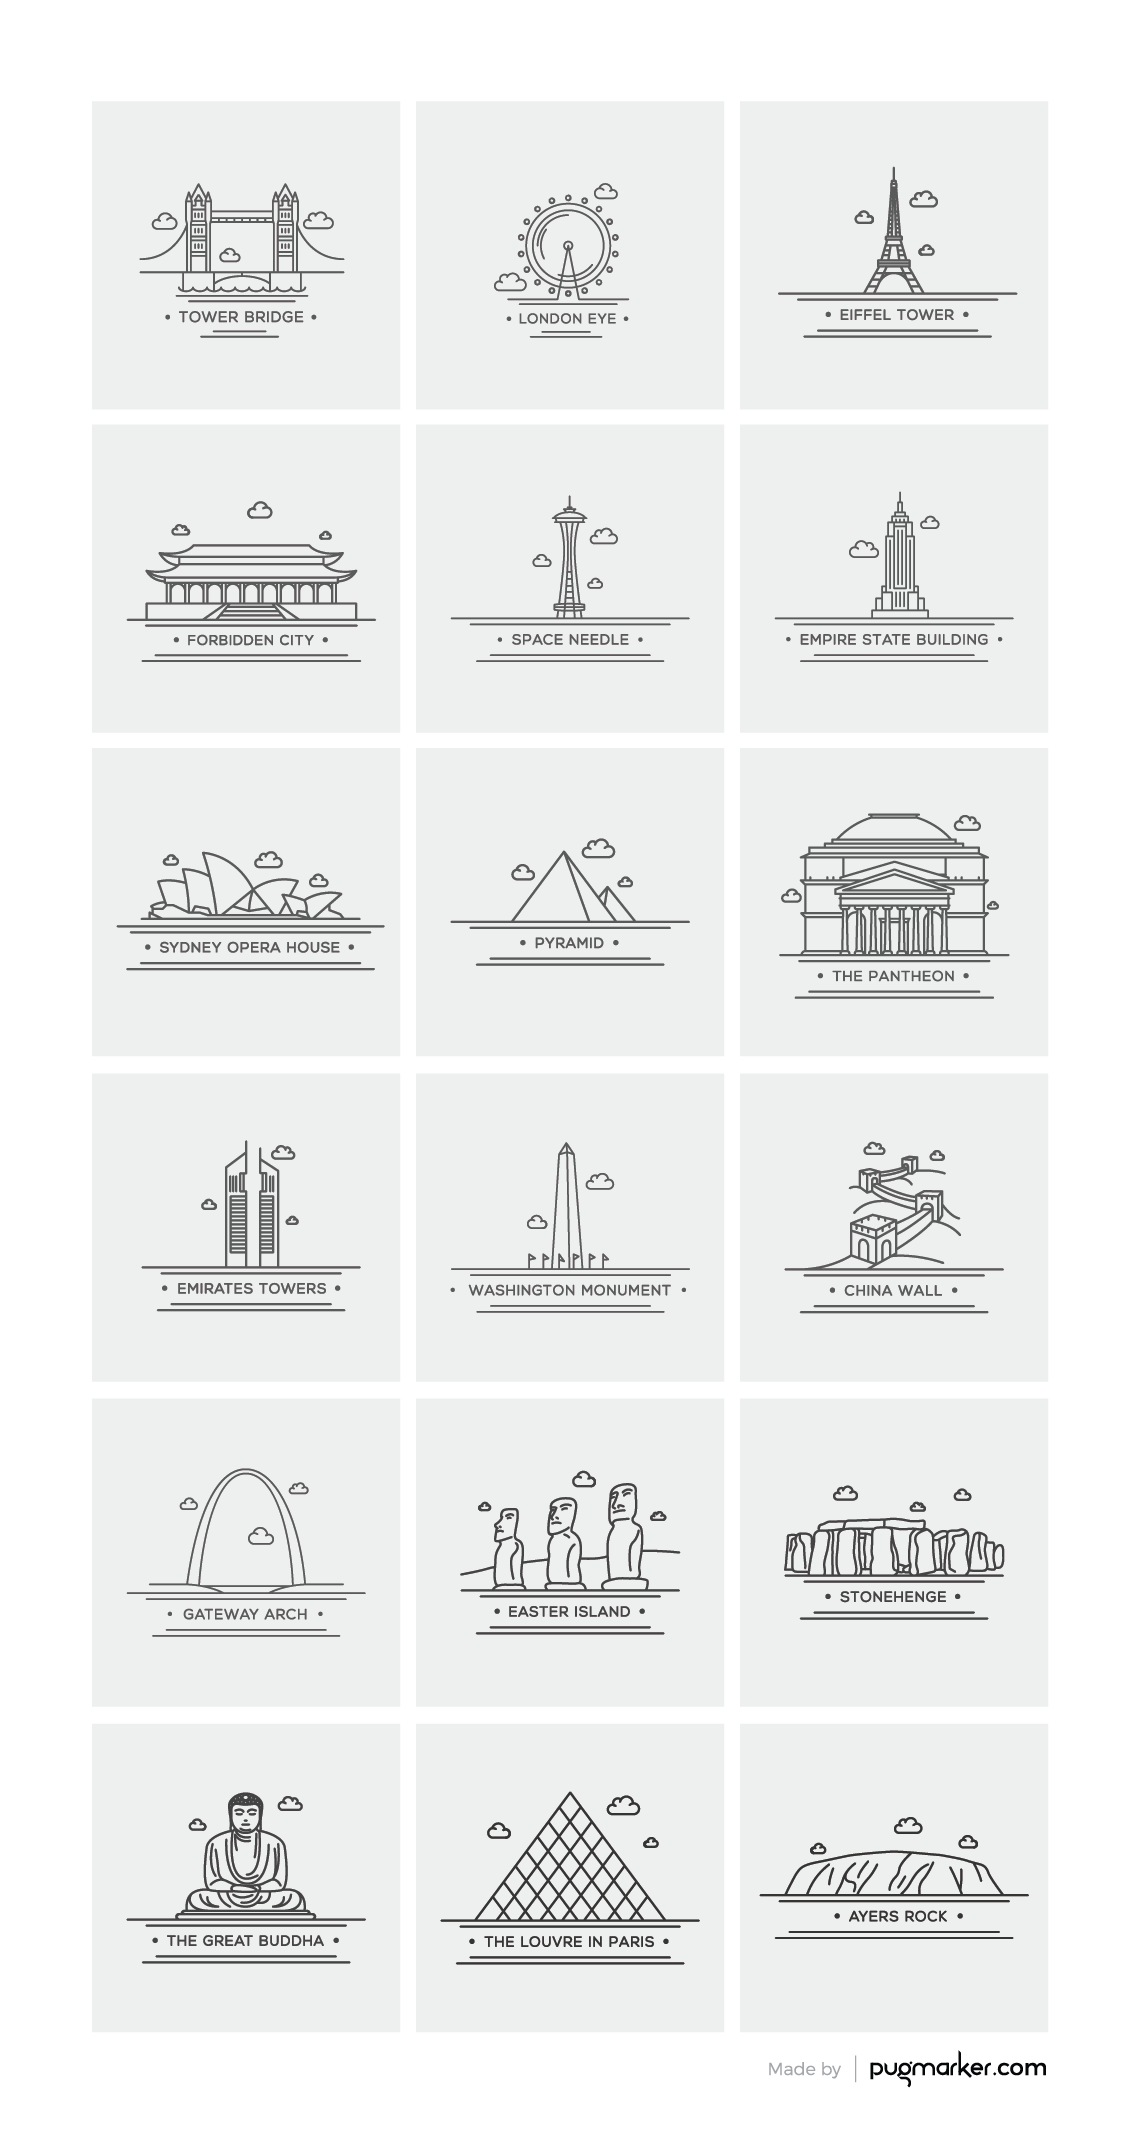 • TOWER BRIDGE •
• LONDON EYE •
• EIFFEL TOWER •
• FORBIDDEN CITY •
• SPACE NEEDLE •
• EMPIRE STATE BUILDING •
• SYDNEY OPERA HOUSE •
• PYRAMID •
• THE PANTHEON •
• EMIRATES TOWERS •
• WASHINGTON MONUMENT •
• CHINA WALL •
• GATEWAY ARCH •
• EASTER ISLAND •
• STONEHENGE •
• THE GREAT BUDDHA •
• THE LOUVRE IN PARIS •
• AYERS ROCK •
Made by | pugmarker.com